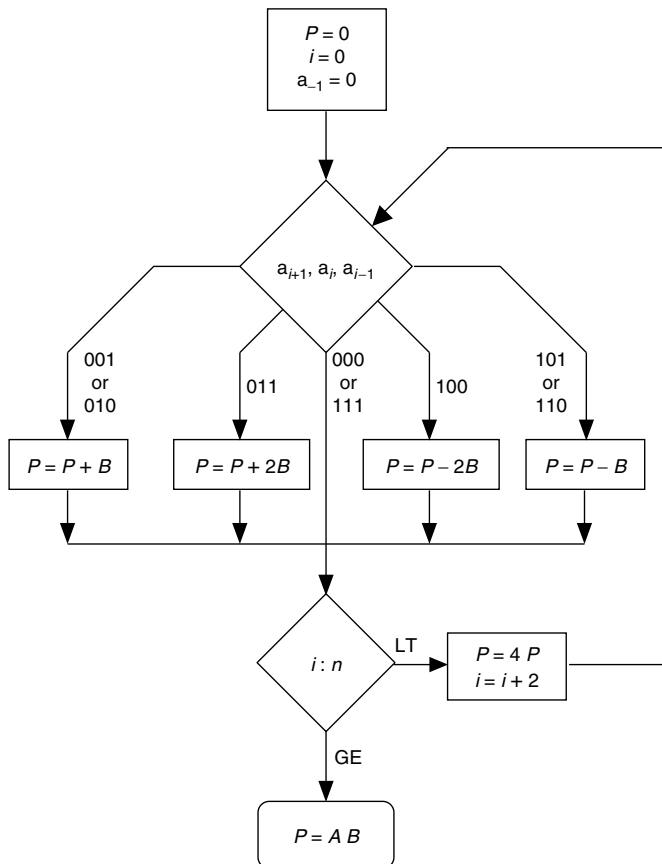 P = 0
i = 0
a₋₁ = 0
aᵢ₊₁, aᵢ, aᵢ₋₁
001
or
010
011
000
or
111
100
101
or
110
P = P + B
P = P + 2B
P = P – 2B
P = P – B
i : n
LT
P = 4 P
i = i + 2
GE
P = A B